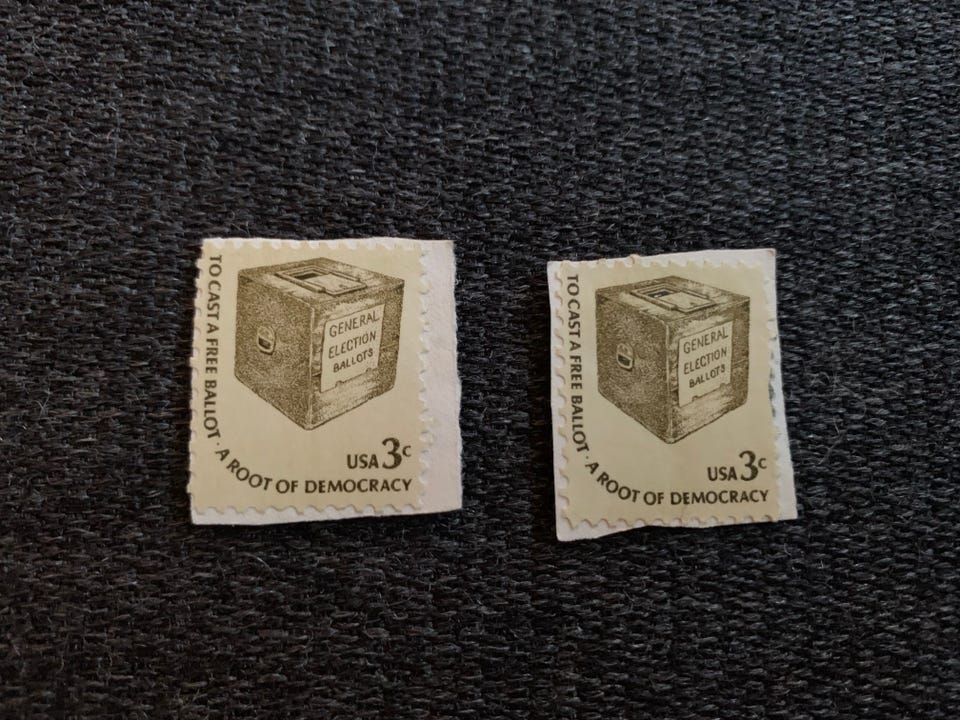 TO CAST A FREE BALLOT · A ROOT OF DEMOCRACY
GENERAL
ELECTION
BALLOTS
USA 3c
TO CAST A FREE BALLOT · A ROOT OF DEMOCRACY
GENERAL
ELECTION
BALLOTS
USA 3c